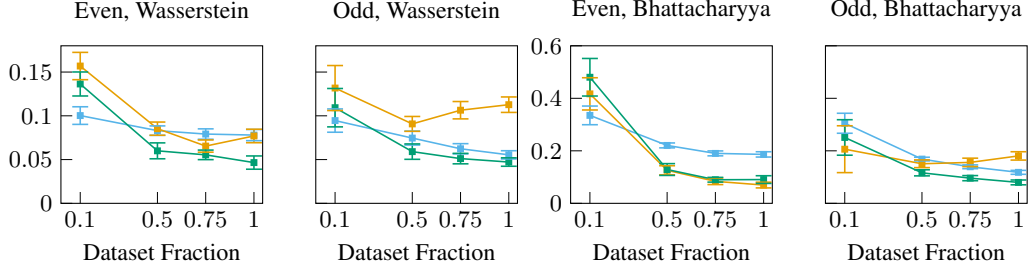 Even, Wasserstein
Odd, Wasserstein
Even, Bhattacharyya
Odd, Bhattacharyya
0.15
0.1
0.05
0
0.6
0.4
0.2
0
0.1 0.5 0.75 1
0.1 0.5 0.75 1
0.1 0.5 0.75 1
0.1 0.5 0.75 1
Dataset Fraction
Dataset Fraction
Dataset Fraction
Dataset Fraction